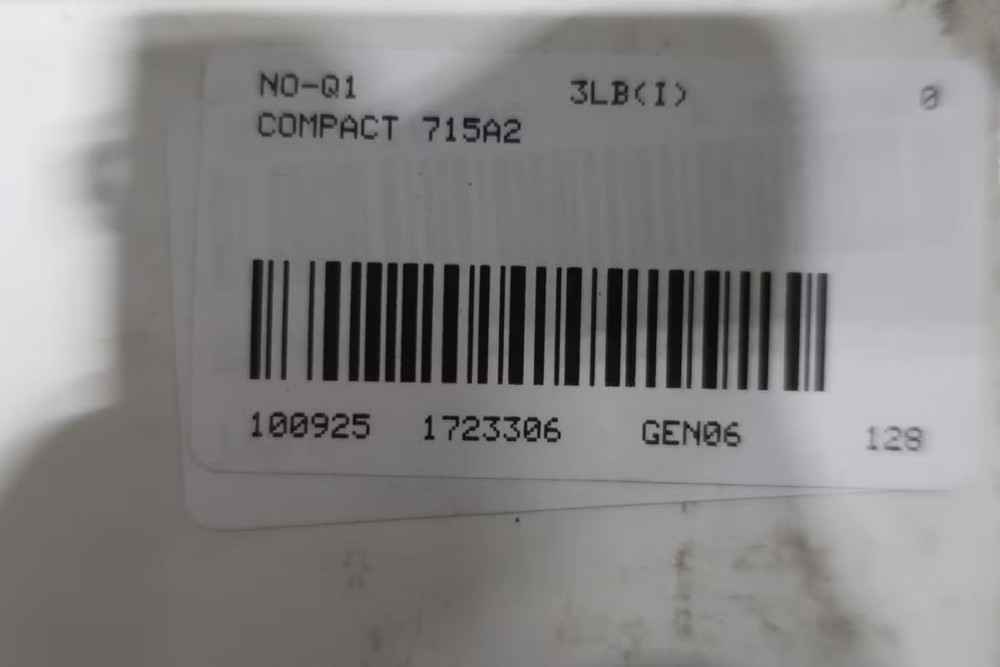 NO-Q1 3LB(I) 0
COMPACT 715A2
100925 1723306 GEN06 128